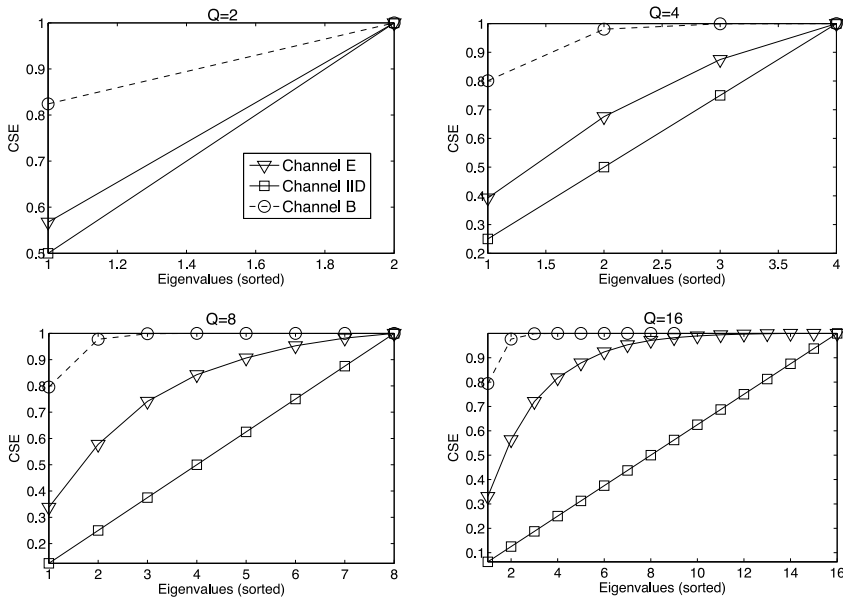 Q=2
1
0.9
0.8
0.7
0.6
0.5
CSE
1 1.2 1.4 1.6 1.8 2
Eigenvalues (sorted)
Channel E
Channel IID
Channel B
Q=4
1
0.9
0.8
0.7
0.6
0.5
0.4
0.3
0.2
CSE
1 1.5 2 2.5 3 3.5 4
Eigenvalues (sorted)
Q=8
1
0.9
0.8
0.7
0.6
0.5
0.4
0.3
0.2
CSE
1 2 3 4 5 6 7 8
Eigenvalues (sorted)
Q=16
1
0.9
0.8
0.7
0.6
0.5
0.4
0.3
0.2
0.1
CSE
2 4 6 8 10 12 14 16
Eigenvalues (sorted)